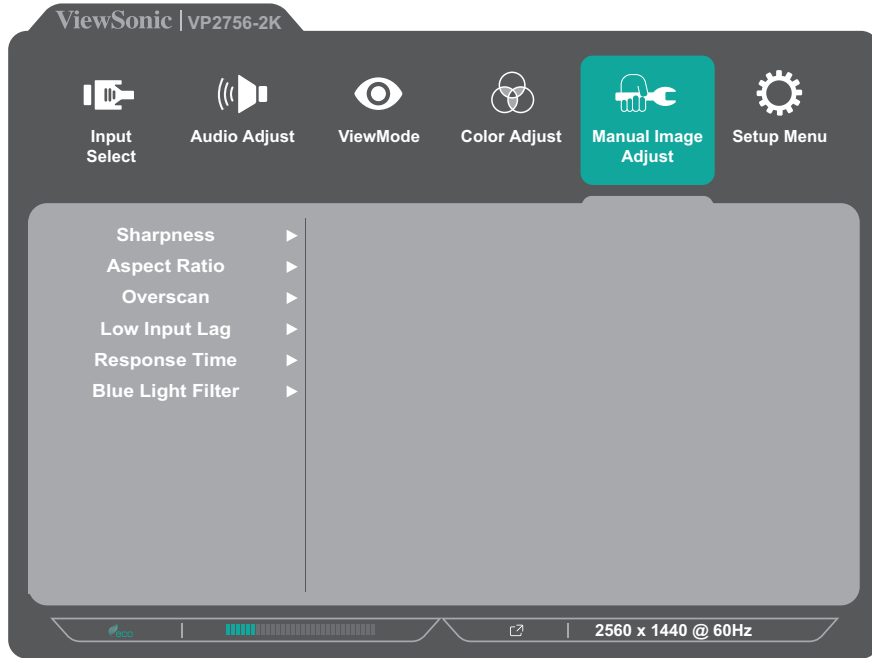 ViewSonic | VP2756-2K
Input Select
Audio Adjust
ViewMode
Color Adjust
Manual Image Adjust
Setup Menu
Sharpness
Aspect Ratio
Overscan
Low Input Lag
Response Time
Blue Light Filter
eco
2560 x 1440 @ 60Hz